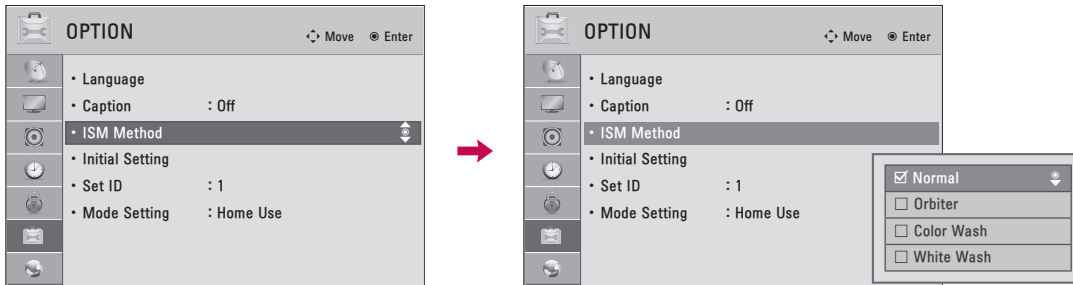 OPTION Move Enter
• Language
• Caption : Off
• ISM Method
• Initial Setting
• Set ID : 1
• Mode Setting : Home Use
OPTION Move Enter
• Language
• Caption : Off
• ISM Method
• Initial Setting
• Set ID : 1
• Mode Setting : Home Use
☑ Normal
☐ Orbiter
☐ Color Wash
☐ White Wash